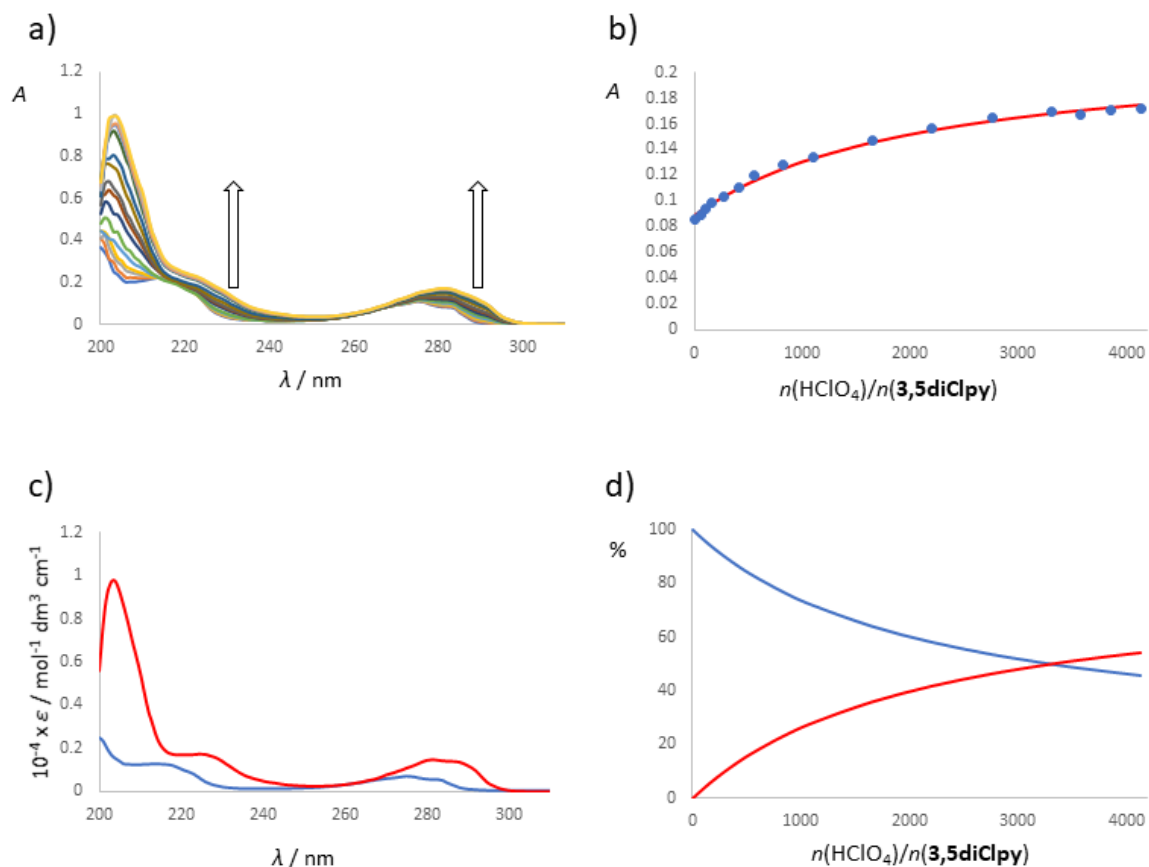 a)
A
1.2
1
0.8
0.6
0.4
0.2
0
200 220 240 260 280 300
λ / nm
b)
A
0.2
0.18
0.16
0.14
0.12
0.1
0.08
0.06
0.04
0.02
0
0 1000 2000 3000 4000
n(HClO₄)/n(3,5diClpy)
c)
10⁻⁴ x ε / mol⁻¹ dm³ cm⁻¹
1.2
1
0.8
0.6
0.4
0.2
0
200 220 240 260 280 300
λ / nm
d)
%
100
80
60
40
20
0
0 1000 2000 3000 4000
n(HClO₄)/n(3,5diClpy)